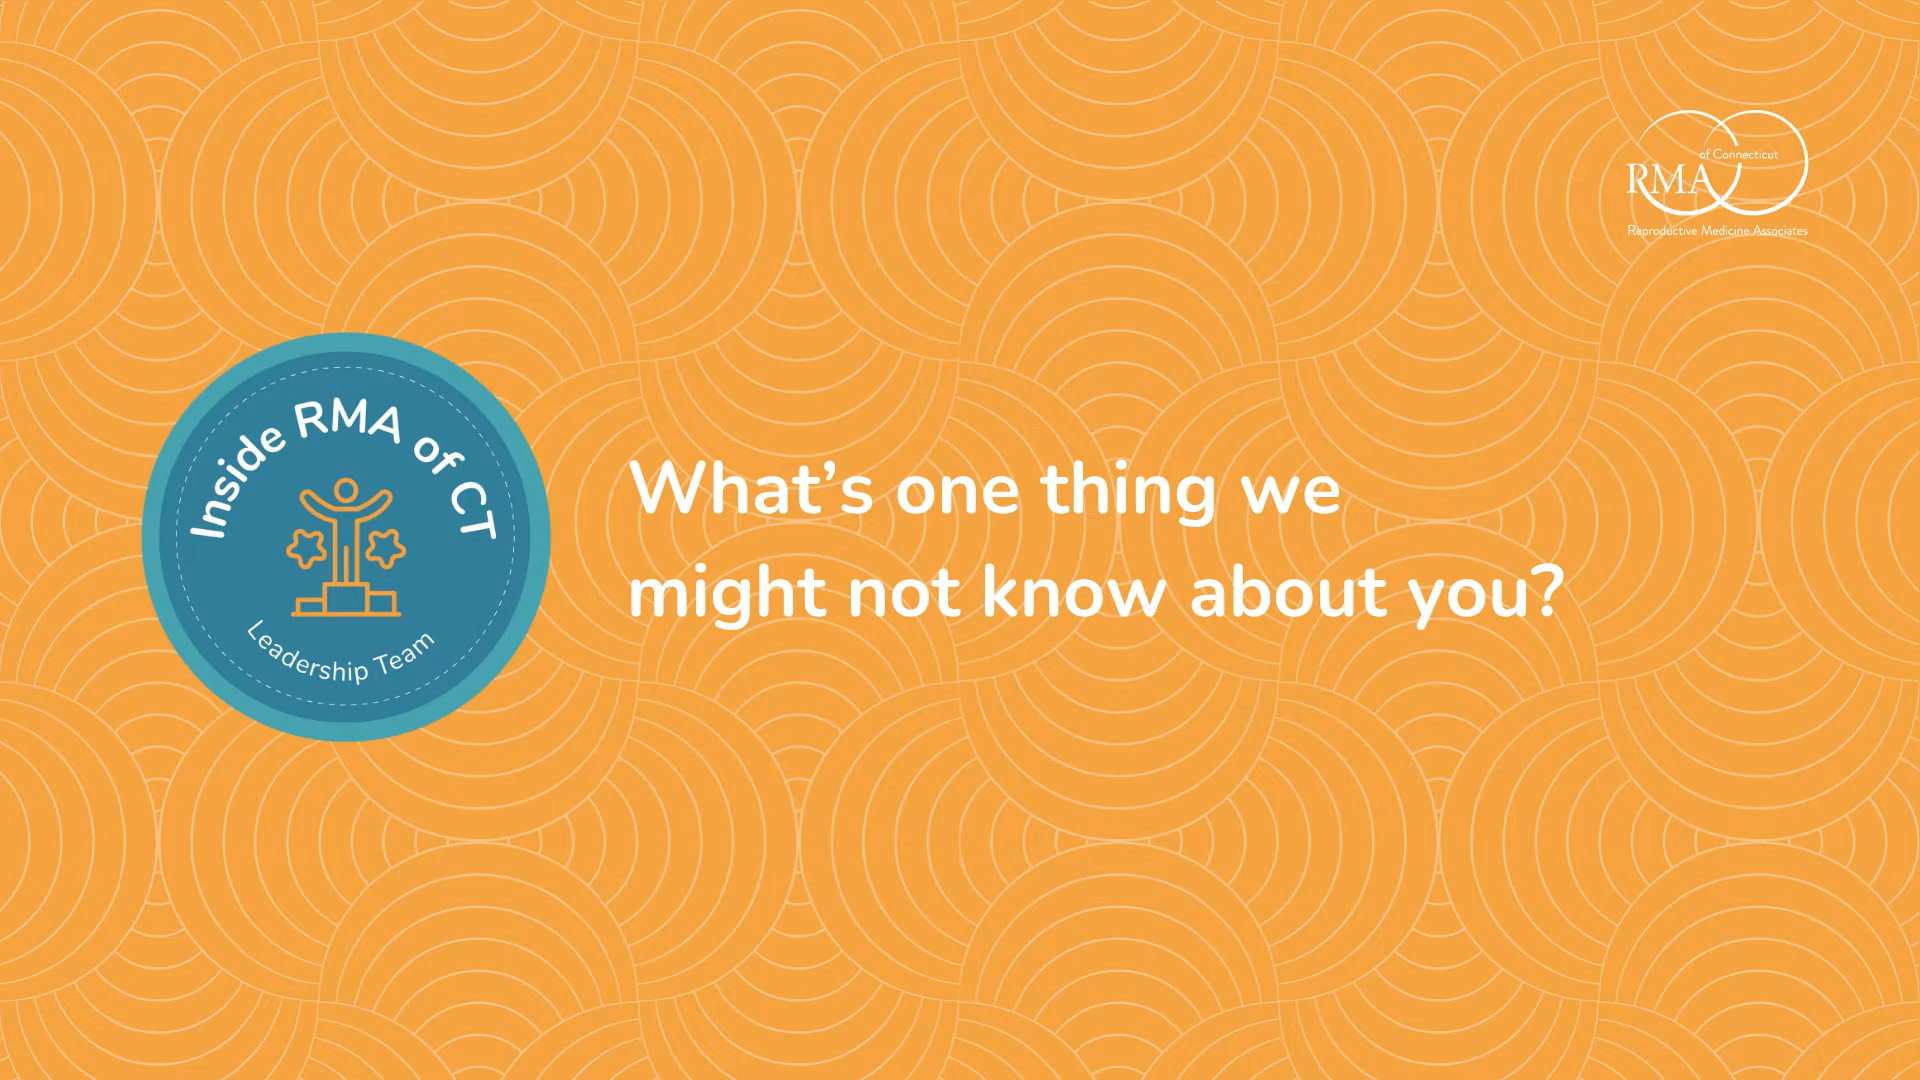 of Connecticut
RMA
Reproductive Medicine Associates
Inside RMA of CT
Leadership Team
What’s one thing we
might not know about you?